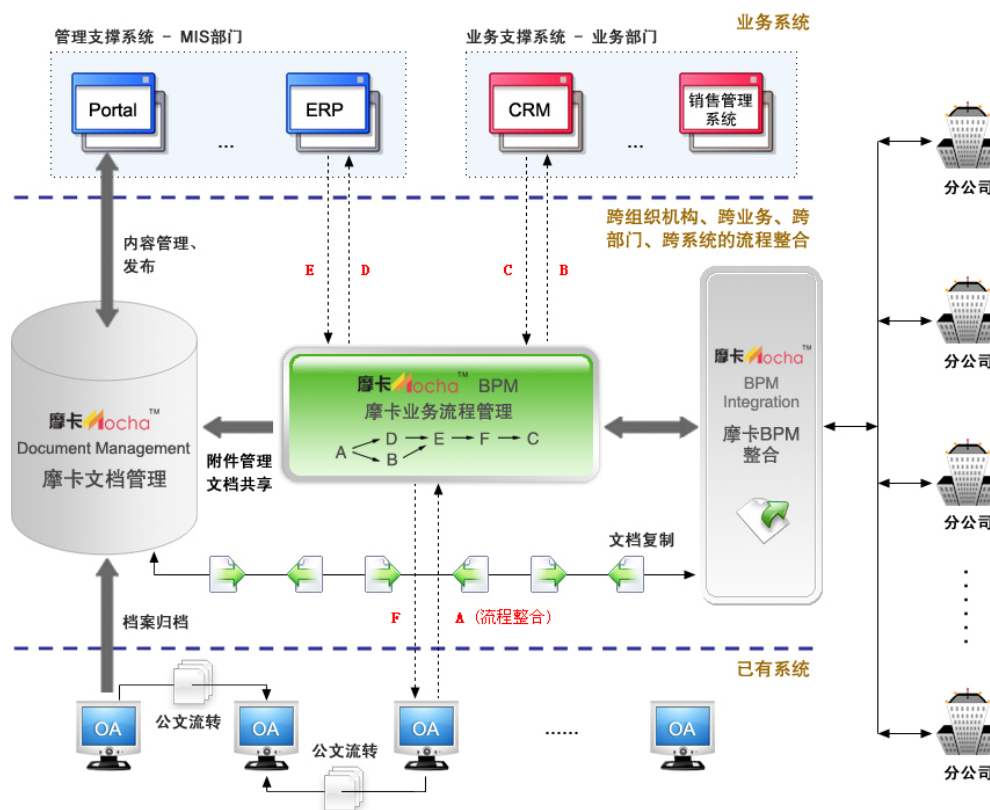 业务系统
管理支撑系统 - MIS部门
业务支撑系统 - 业务部门
Portal
...
ERP
CRM
...
销售管理
系统
分公司
跨组织机构、跨业务、跨
部门、跨系统的流程整合
内容管理、
发布
E
D
C
B
分公司
摩卡Mocha™
Document Management
摩卡文档管理
附件管理
文档共享
摩卡Mocha™ BPM
摩卡业务流程管理
A
D
B
E
F
C
摩卡Mocha™
BPM
Integration
摩卡BPM
整合
分公司
文档复制
F
A (流程整合)
档案归档
已有系统
公文流转
OA
OA
公文流转
OA
......
OA
分公司